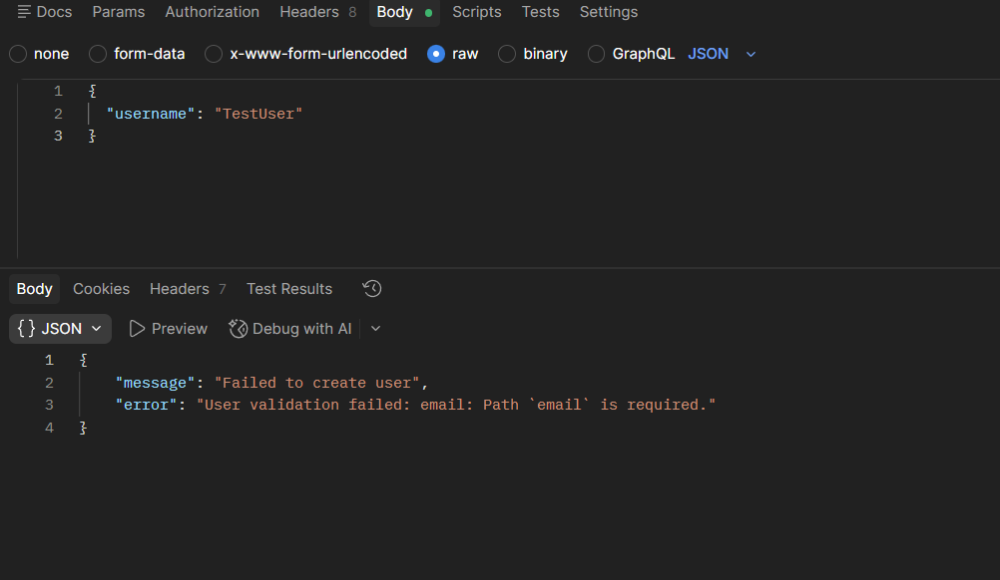 Docs Params Authorization Headers 8 Body Scripts Tests Settings
none form-data x-www-form-urlencoded raw binary GraphQL JSON
1 {
2 "username": "TestUser"
3 }
Body Cookies Headers 7 Test Results
{ } JSON Preview Debug with AI
1 {
2 "message": "Failed to create user",
3 "error": "User validation failed: email: Path `email` is required."
4 }